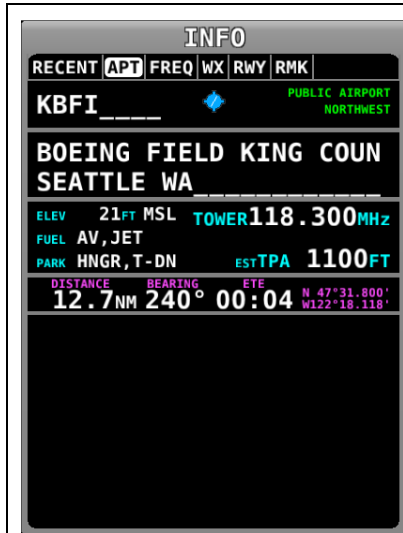 INFO
RECENT APT FREQ WX RWY RMK
KBFI____ PUBLIC AIRPORT
NORTHWEST
BOEING FIELD KING COUN
SEATTLE WA____________
ELEV 21FT MSL TOWER118.300MHz
FUEL AV,JET
PARK HNGR,T-DN ESTTPA 1100FT
DISTANCE BEARING ETE
12.7NM 240° 00:04 N 47°31.800'
W122°18.118'